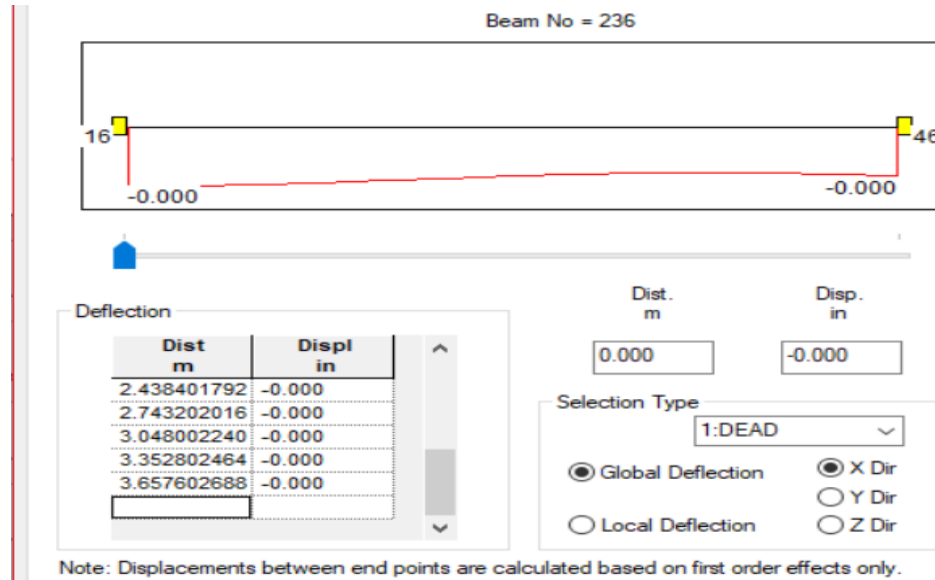 Beam No = 236
16
46
-0.000
-0.000
Dist.
m
Disp.
in
0.000
-0.000
Deflection
Dist
m
Displ
in
2.438401792 -0.000
2.743202016 -0.000
3.048002240 -0.000
3.352802464 -0.000
3.657602688 -0.000
Selection Type
1:DEAD
Global Deflection
X Dir
Y Dir
Local Deflection
Z Dir
Note: Displacements between end points are calculated based on first order effects only.